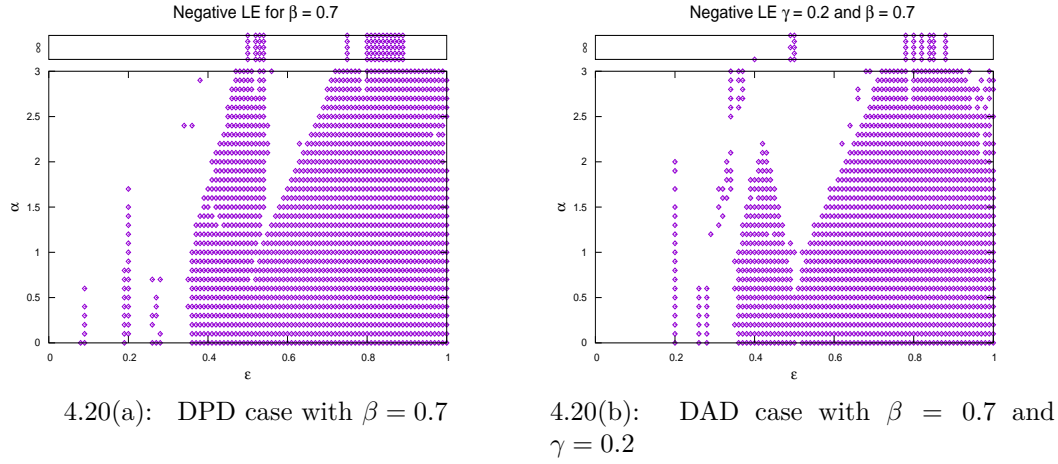 Negative LE for β = 0.7
∞
3
2.5
2
1.5
1
0.5
0
α
0 0.2 0.4 0.6 0.8 1
ε
4.20(a): DPD case with β = 0.7
Negative LE γ = 0.2 and β = 0.7
∞
3
2.5
2
1.5
1
0.5
0
α
0 0.2 0.4 0.6 0.8 1
ε
4.20(b): DAD case with β = 0.7 and
γ = 0.2